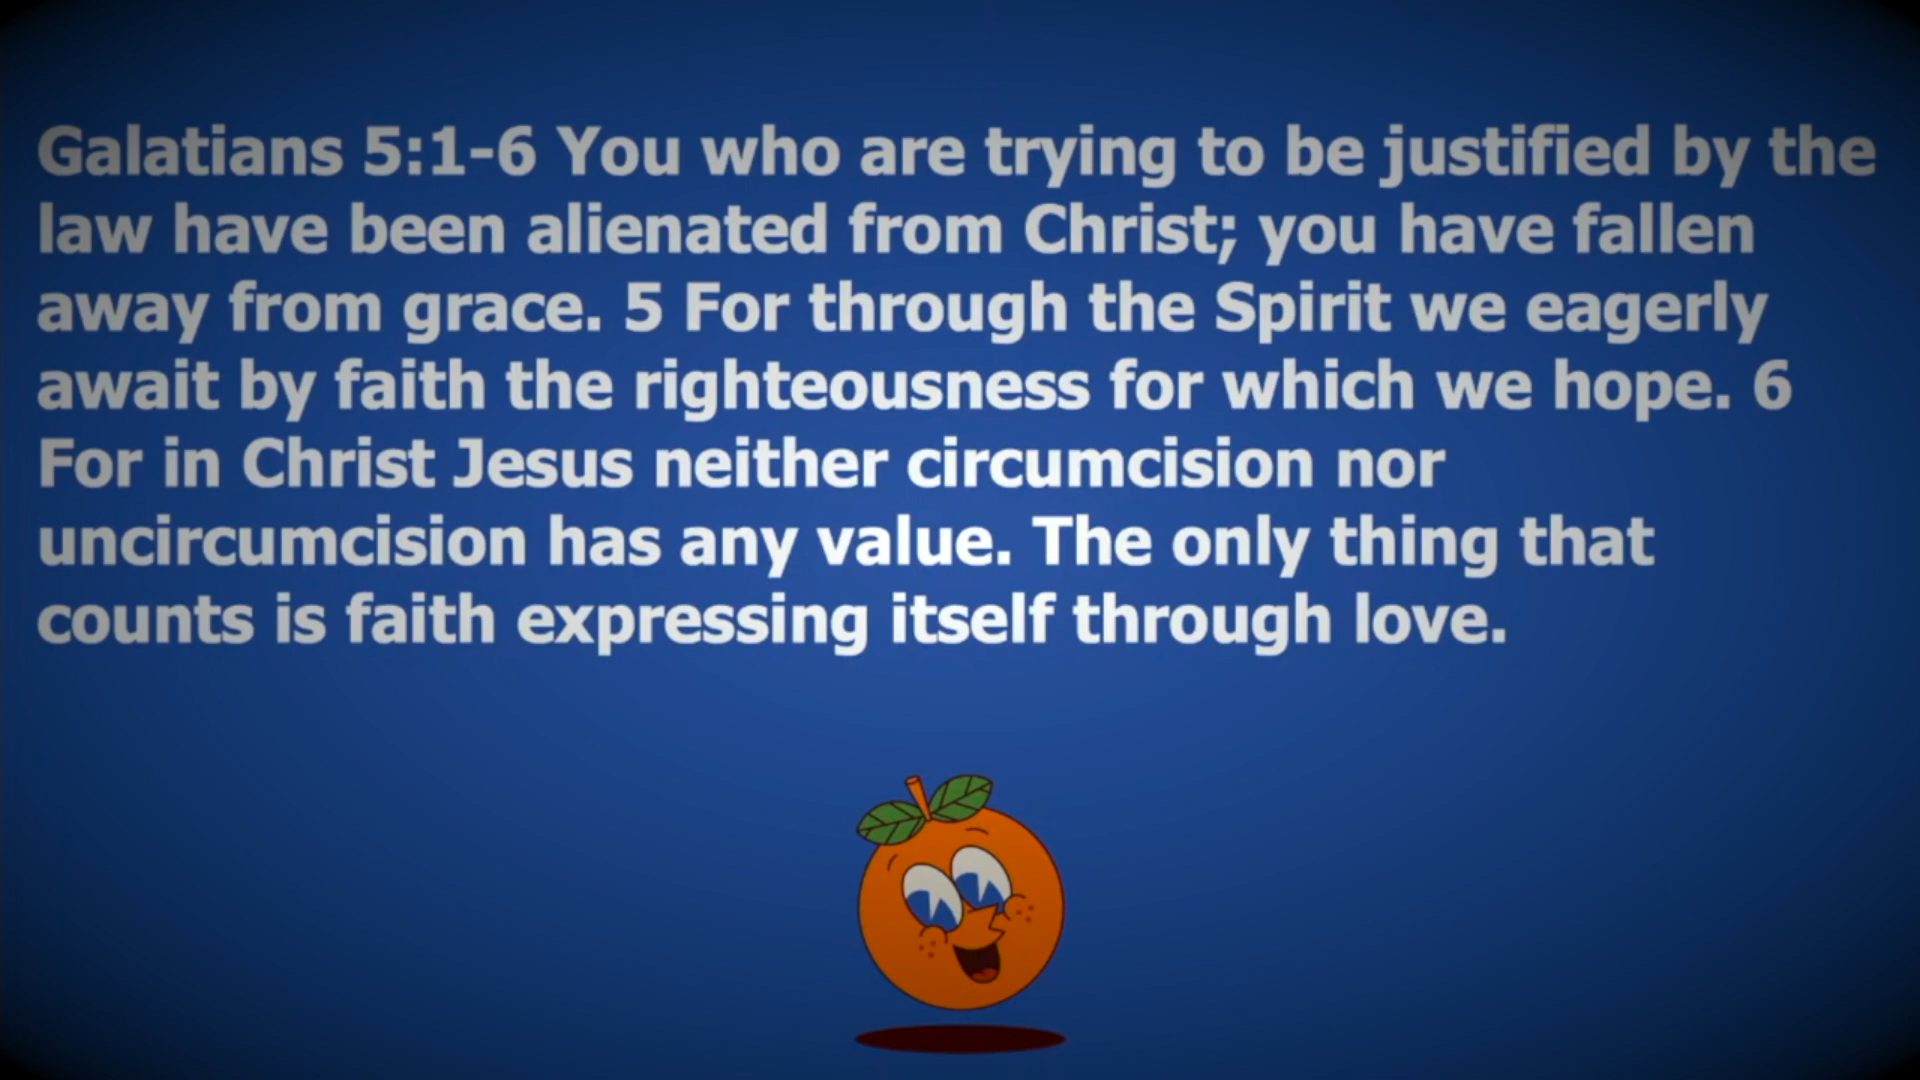 Galatians 5:1-6 You who are trying to be justified by the
law have been alienated from Christ; you have fallen
away from grace. 5 For through the Spirit we eagerly
await by faith the righteousness for which we hope. 6
For in Christ Jesus neither circumcision nor
uncircumcision has any value. The only thing that
counts is faith expressing itself through love.